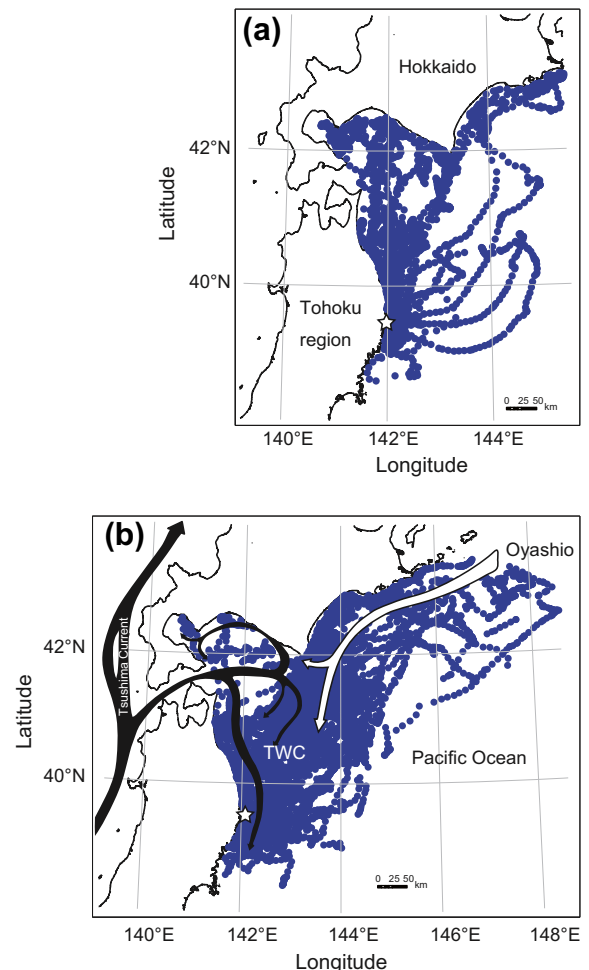 (a)
Hokkaido
42°N
Latitude
40°N
Tohoku
region
0 25 50
km
140°E 142°E 144°E
Longitude
(b)
Oyashio
Tsushima Current
42°N
Latitude
TWC
Pacific Ocean
40°N
0 25 50
km
140°E 142°E 144°E 146°E 148°E
Longitude